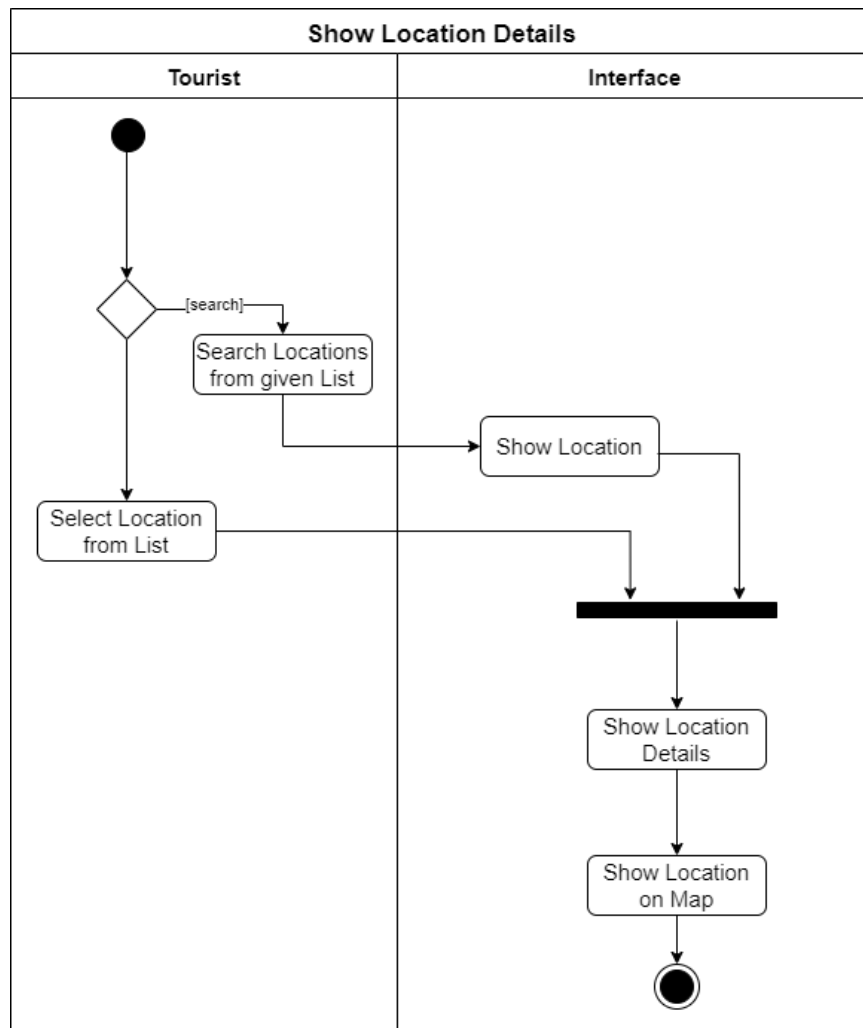 Show Location Details
Tourist
Interface
[search]
Search Locations
from given List
Show Location
Select Location
from List
Show Location
Details
Show Location
on Map